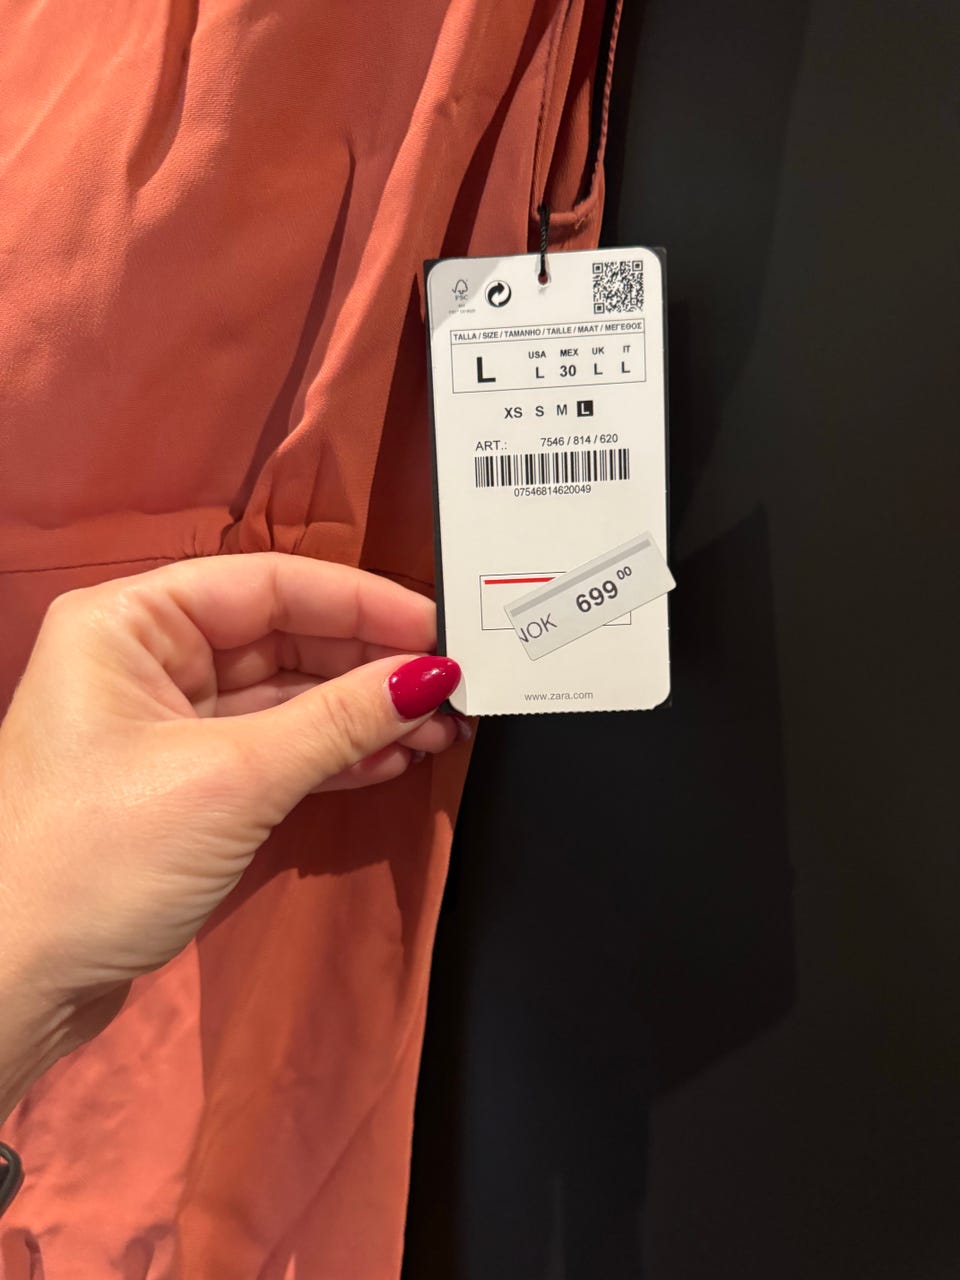 FSC
TALLA / SIZE / TAMANHO / TAILLE / MAAT / ΜΕΓΕΘΟΣ
L
USA MEX UK IT
L 30 L L
XS S M L
ART.: 7546 / 814 / 620
07546814620049
NOK 699 00
www.zara.com